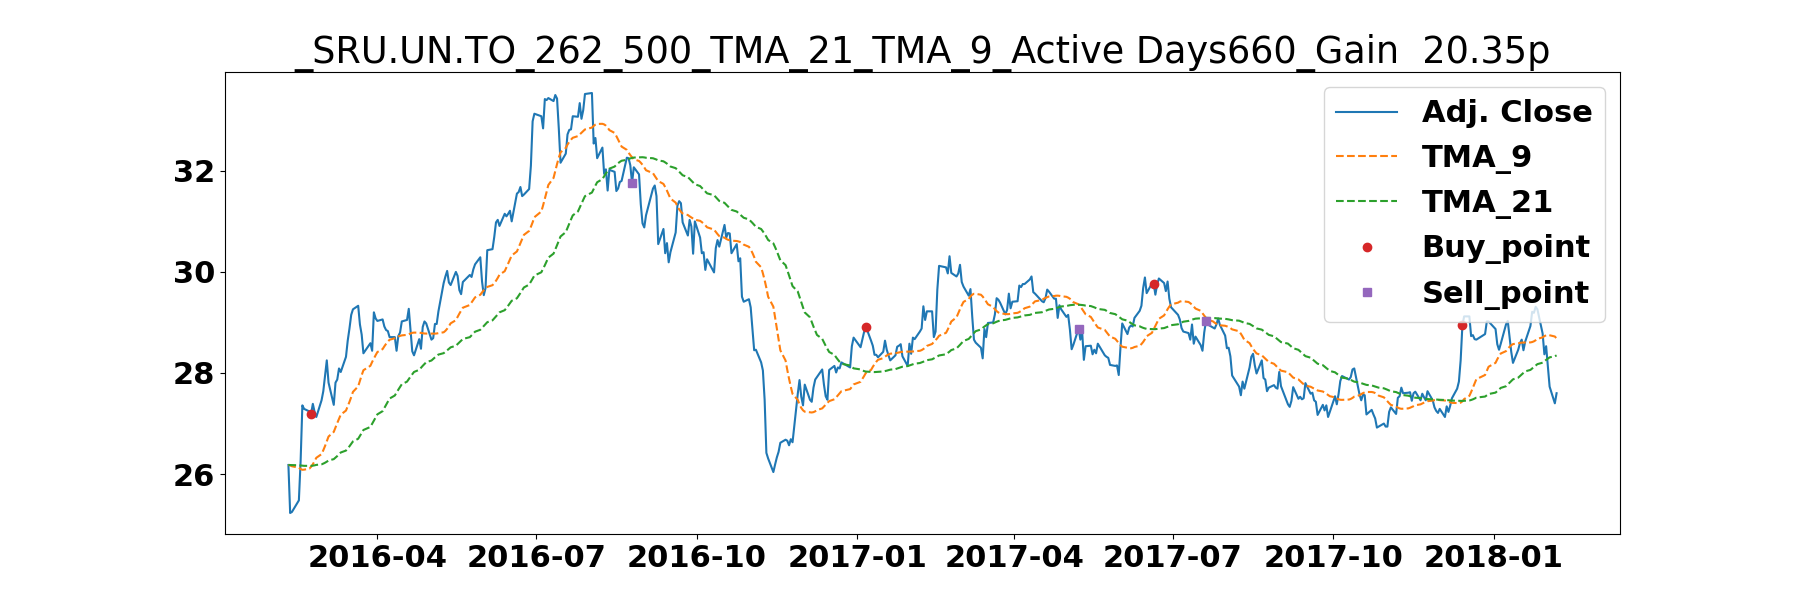 _SRU.UN.TO_262_500_TMA_21_TMA_9_Active Days660_Gain  20.35p
Adj. Close
TMA_9
TMA_21
Buy_point
Sell_point
32
30
28
26
2016-04
2016-07
2016-10
2017-01
2017-04
2017-07
2017-10
2018-01